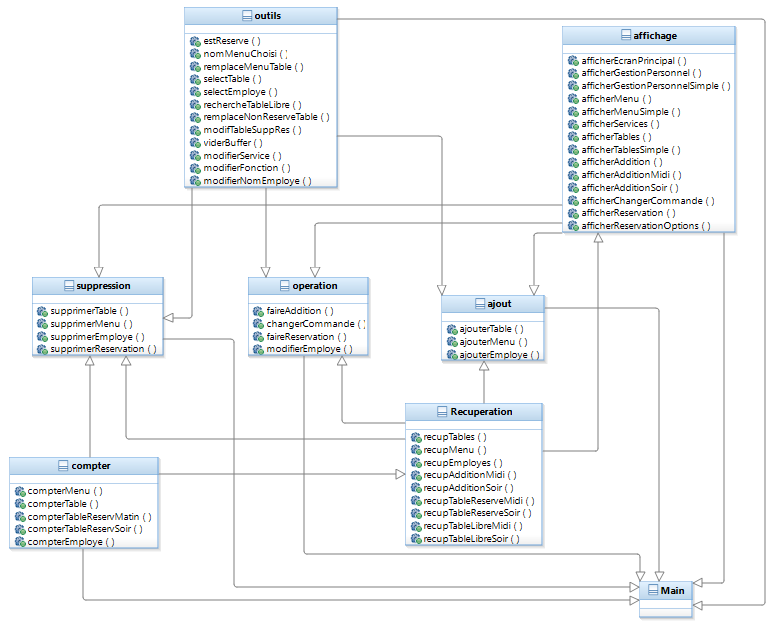 outils
estReserve ( )
nomMenuChoisi ( )
remplaceMenuTable ( )
selectTable ( )
selectEmploye ( )
rechercheTableLibre ( )
remplaceNonReserveTable ( )
modifTableSuppRes ( )
viderBuffer ( )
modifierService ( )
modifierFonction ( )
modifierNomEmploye ( )
affichage
afficherEcranPrincipal ( )
afficherGestionPersonnel ( )
afficherGestionPersonnelSimple ( )
afficherMenu ( )
afficherMenuSimple ( )
afficherServices ( )
afficherTables ( )
afficherTablesSimple ( )
afficherAddition ( )
afficherAdditionMidi ( )
afficherAdditionSoir ( )
afficherChangerCommande ( )
afficherReservation ( )
afficherReservationOptions ( )
suppression
supprimerTable ( )
supprimerMenu ( )
supprimerEmploye ( )
supprimerReservation ( )
operation
faireAddition ( )
changerCommande ( )
faireReservation ( )
modifierEmploye ( )
ajout
ajouterTable ( )
ajouterMenu ( )
ajouterEmploye ( )
Recuperation
recupTables ( )
recupMenu ( )
recupEmployes ( )
recupAdditionMidi ( )
recupAdditionSoir ( )
recupTableReserveMidi ( )
recupTableReserveSoir ( )
recupTableLibreMidi ( )
recupTableLibreSoir ( )
compter
compterMenu ( )
compterTable ( )
compterTableReservMatin ( )
compterTableReservSoir ( )
compterEmploye ( )
Main